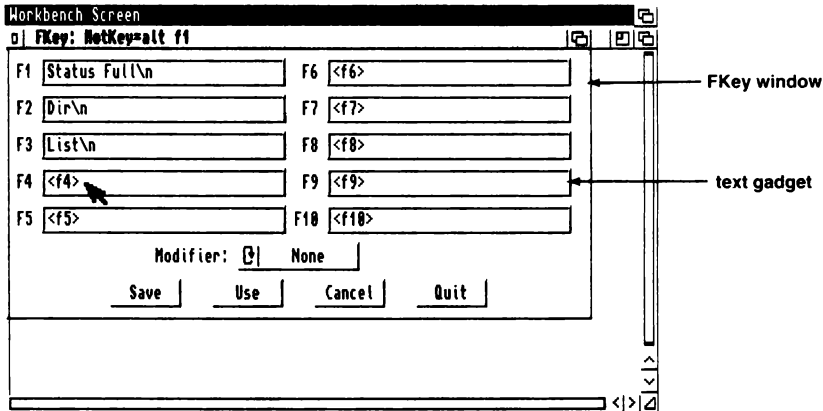 Workbench Screen
FKey: HotKey=alt f1
F1 Status Full\n
F6 <f6>
F2 Dir\n
F7 <f7>
F3 List\n
F8 <f8>
F4 <f4>
F9 <f9>
F5 <f5>
F10 <f10>
Modifier: None
Save Use Cancel Quit
FKey window
text gadget